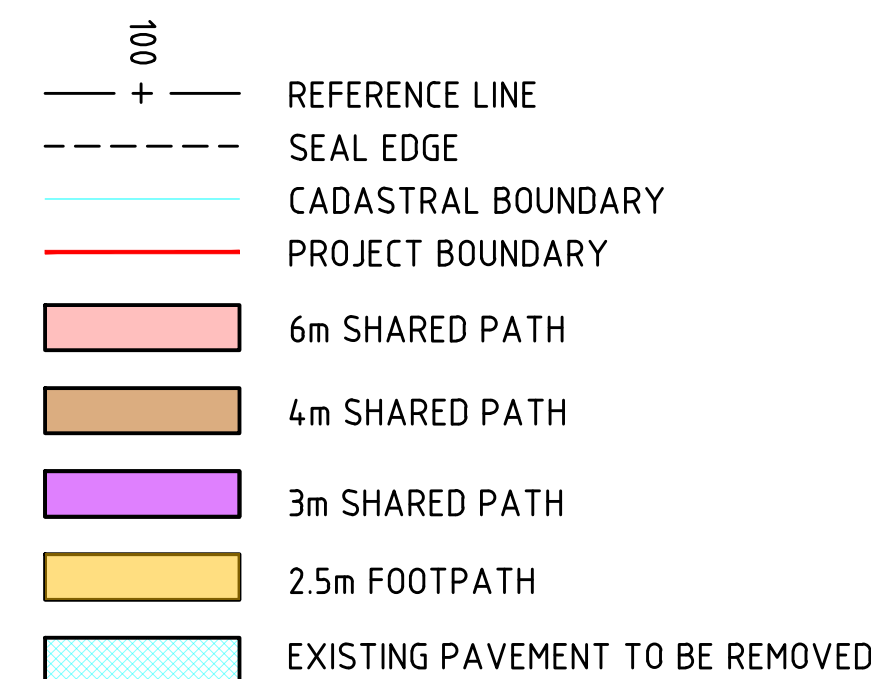 100
REFERENCE LINE
SEAL EDGE
CADASTRAL BOUNDARY
PROJECT BOUNDARY
6m SHARED PATH
4m SHARED PATH
3m SHARED PATH
2.5m FOOTPATH
EXISTING PAVEMENT TO BE REMOVED